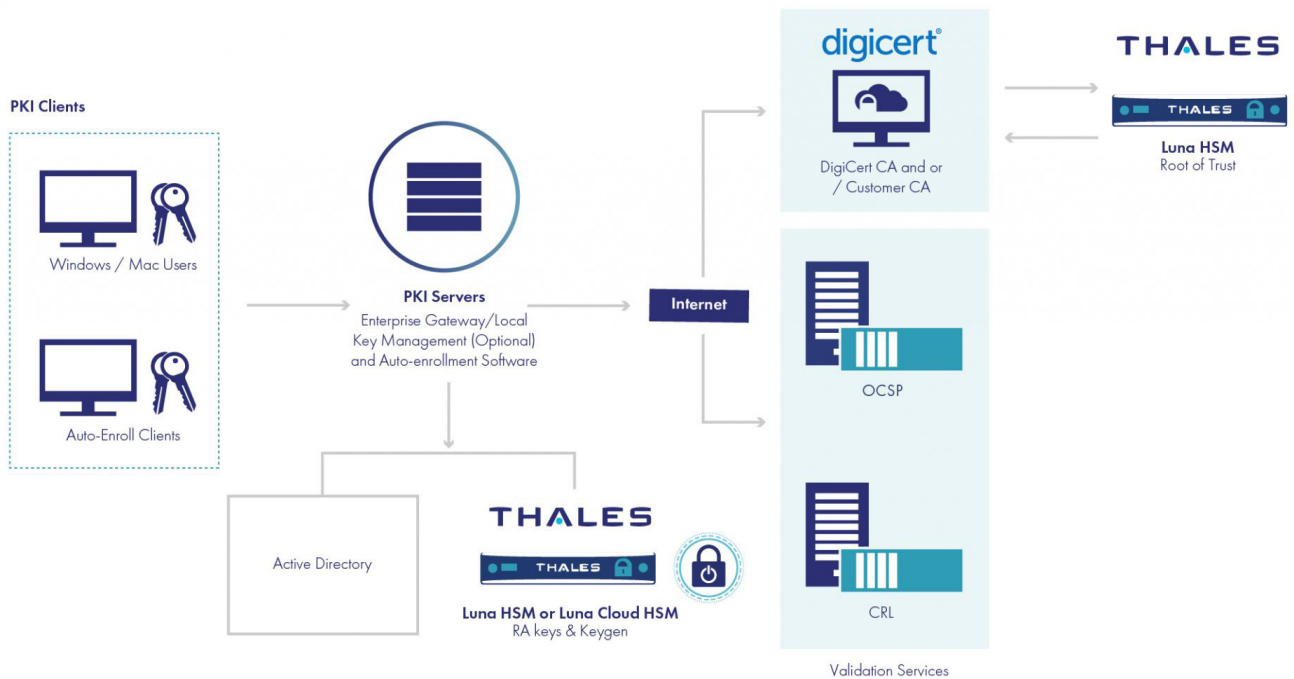 PKI Clients
Windows / Mac Users
Auto-Enroll Clients
PKI Servers
Enterprise Gateway/Local
Key Management (Optional)
and Auto-enrollment Software
Active Directory
THALES
THALES
Luna HSM or Luna Cloud HSM
RA keys & Keygen
Internet
digicert®
DigiCert CA and or
/ Customer CA
THALES
THALES
Luna HSM
Root of Trust
OCSP
CRL
Validation Services